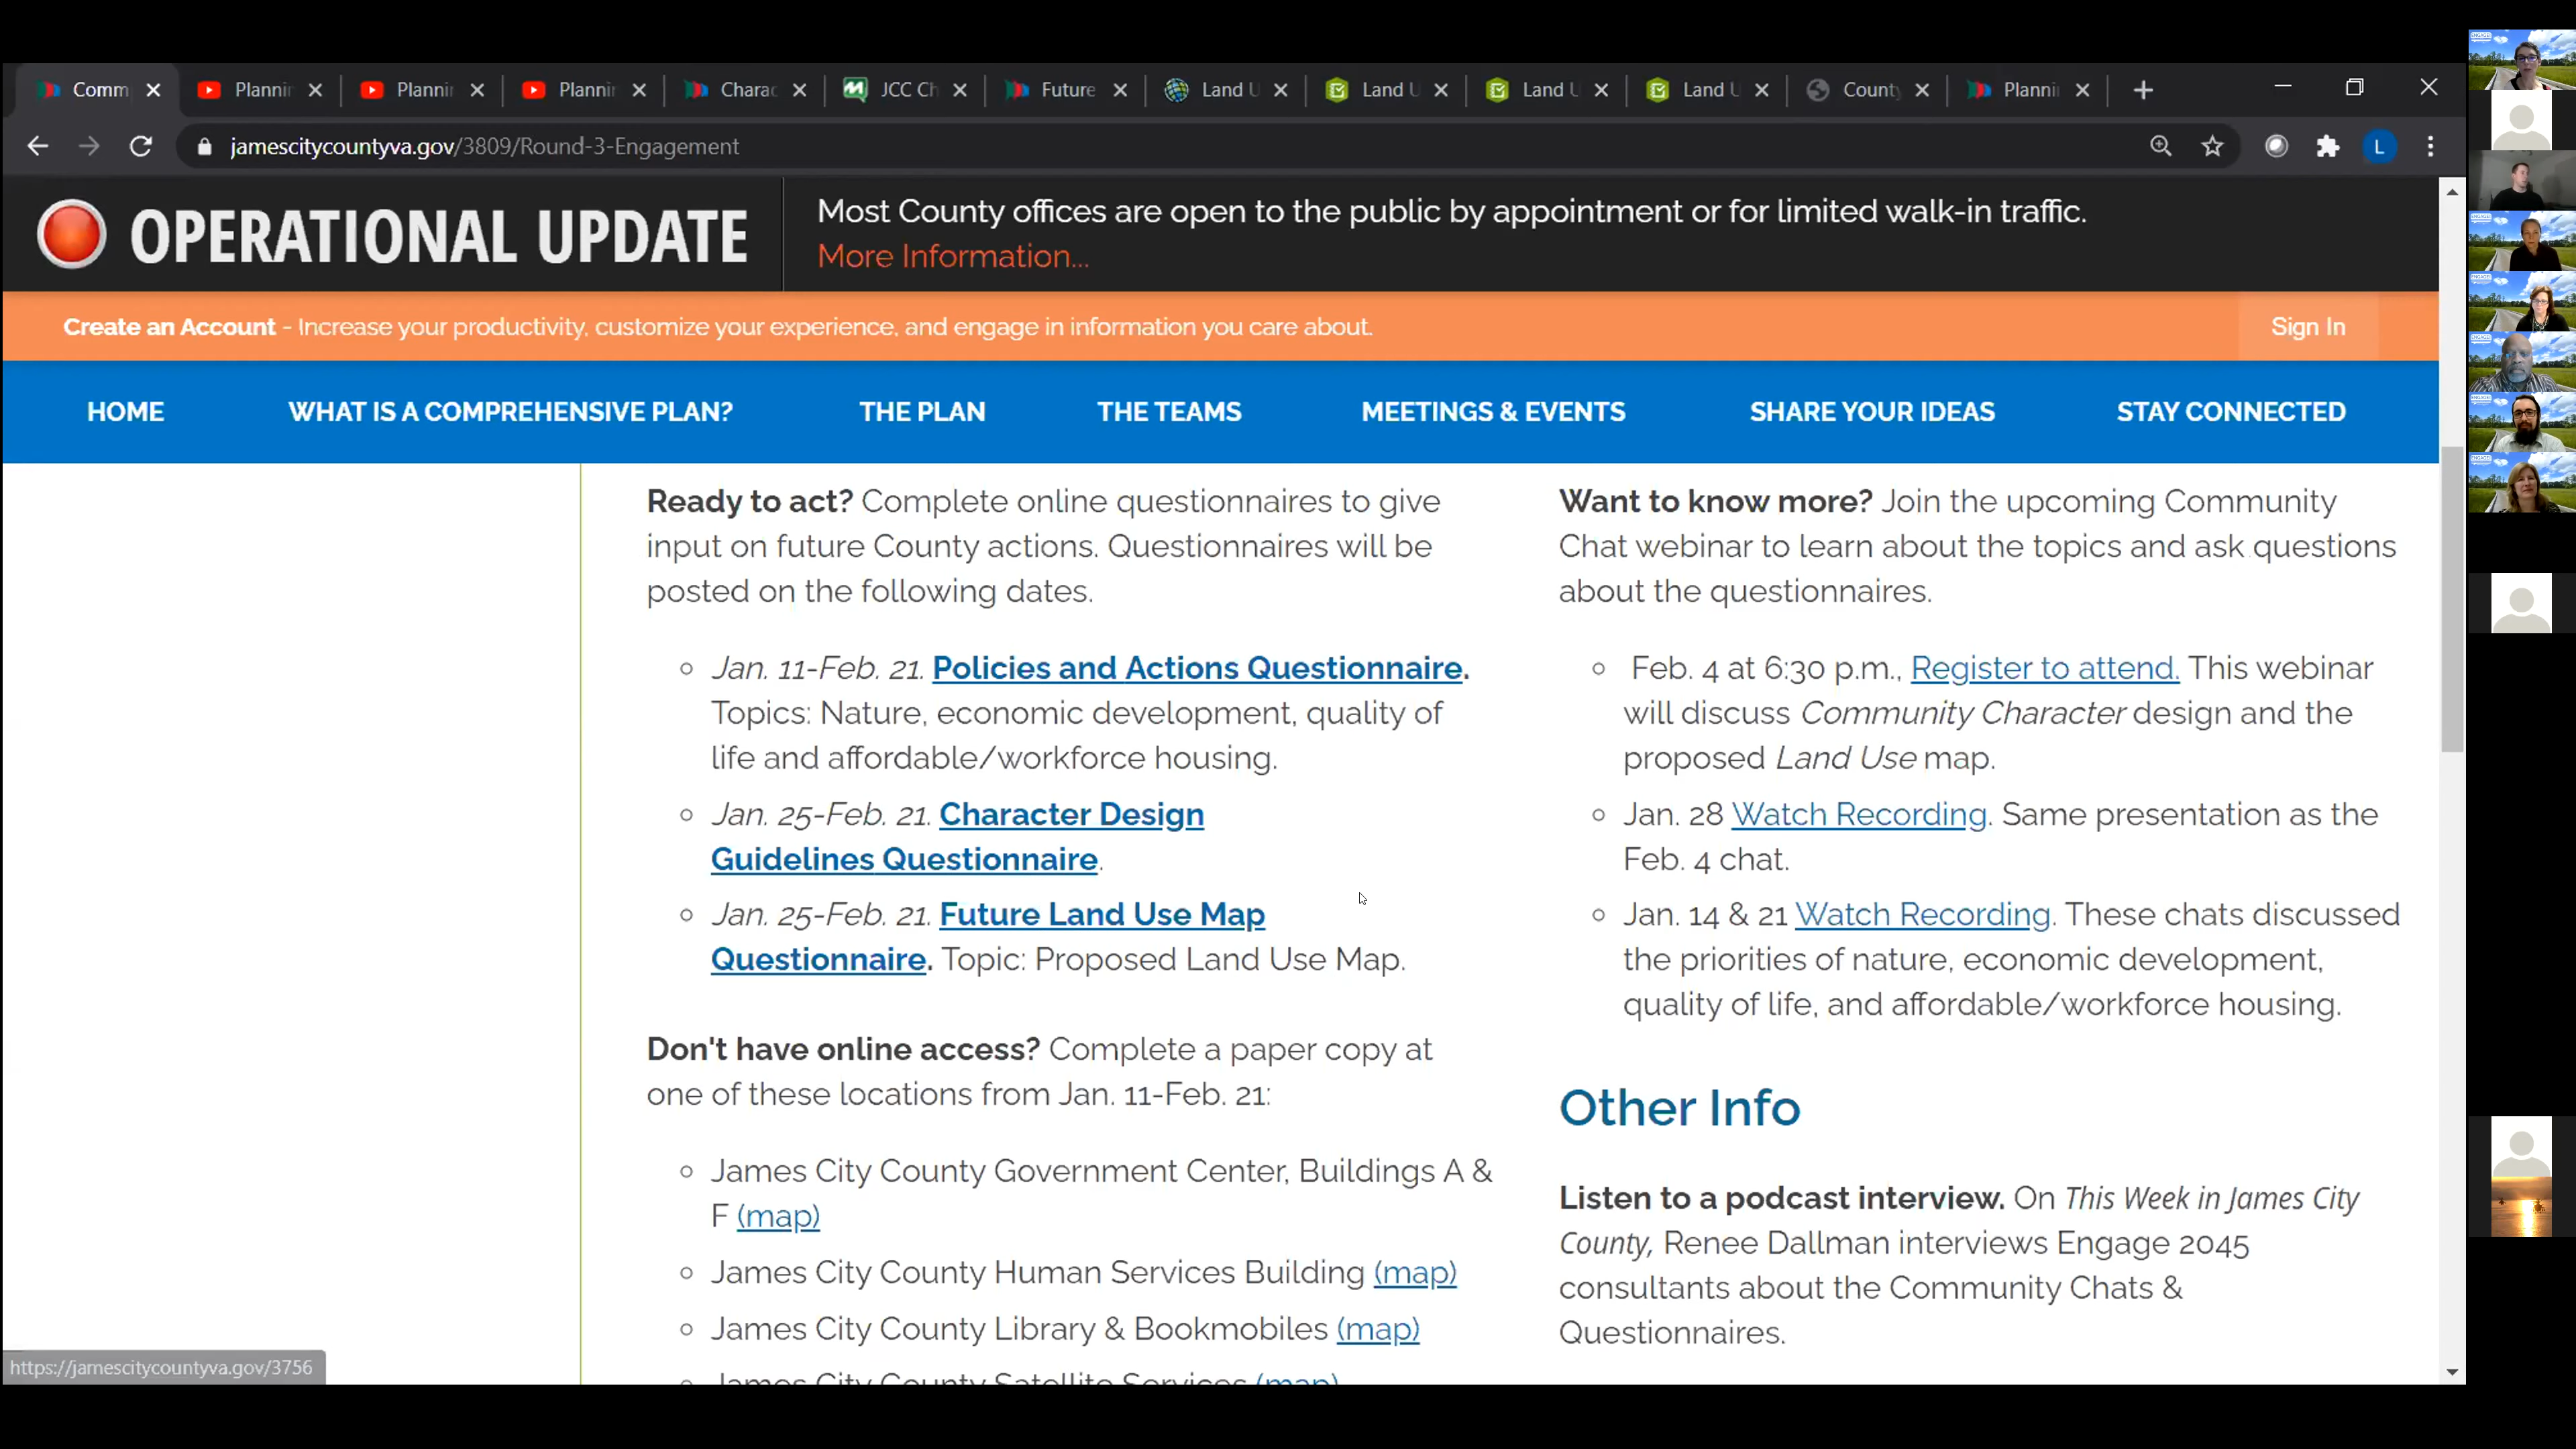 Comm
Plannin
Plannin
Plannin
Charac
JCC Ch
Future
Land U
Land U
Land U
Land U
County
Plannin
jamescitycountyva.gov/3809/Round-3-Engagement
L
OPERATIONAL UPDATE
Most County offices are open to the public by appointment or for limited walk-in traffic.
More Information...
Create an Account - Increase your productivity, customize your experience, and engage in information you care about.
Sign In
HOME
WHAT IS A COMPREHENSIVE PLAN?
THE PLAN
THE TEAMS
MEETINGS & EVENTS
SHARE YOUR IDEAS
STAY CONNECTED
Ready to act? Complete online questionnaires to give
input on future County actions. Questionnaires will be
posted on the following dates.
Jan. 11-Feb. 21. Policies and Actions Questionnaire.
Topics: Nature, economic development, quality of
life and affordable/workforce housing.
Jan. 25-Feb. 21. Character Design
Guidelines Questionnaire.
Jan. 25-Feb. 21. Future Land Use Map
Questionnaire. Topic: Proposed Land Use Map.
Don't have online access? Complete a paper copy at
one of these locations from Jan. 11-Feb. 21:
James City County Government Center, Buildings A &
F (map)
James City County Human Services Building (map)
James City County Library & Bookmobiles (map)
James City County Satellite Services (map)
Want to know more? Join the upcoming Community
Chat webinar to learn about the topics and ask questions
about the questionnaires.
Feb. 4 at 6:30 p.m., Register to attend. This webinar
will discuss Community Character design and the
proposed Land Use map.
Jan. 28 Watch Recording. Same presentation as the
Feb. 4 chat.
Jan. 14 & 21 Watch Recording. These chats discussed
the priorities of nature, economic development,
quality of life, and affordable/workforce housing.
Other Info
Listen to a podcast interview. On This Week in James City
County, Renee Dallman interviews Engage 2045
consultants about the Community Chats &
Questionnaires.
https://jamescitycountyva.gov/3756